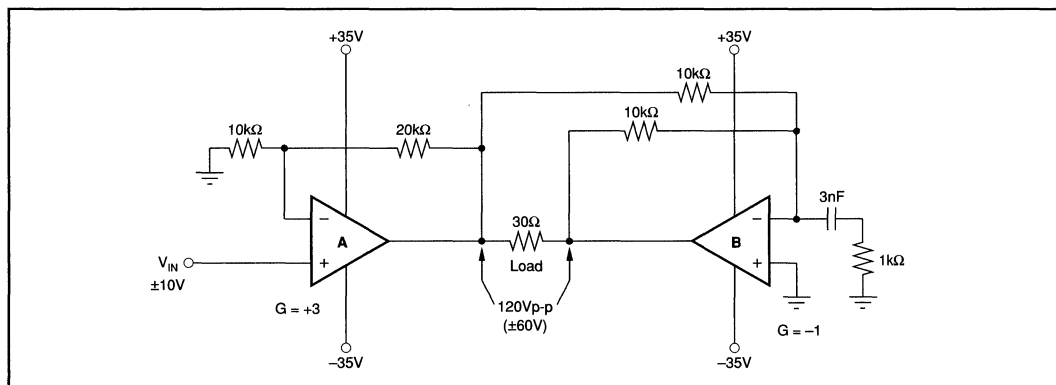 +35V
+35V
10kΩ
10kΩ
10kΩ
20kΩ
3nF
30Ω
–
A
+
–
B
+
Load
1kΩ
V_IN
±10V
G = +3
120Vp-p
(±60V)
G = –1
–35V
–35V